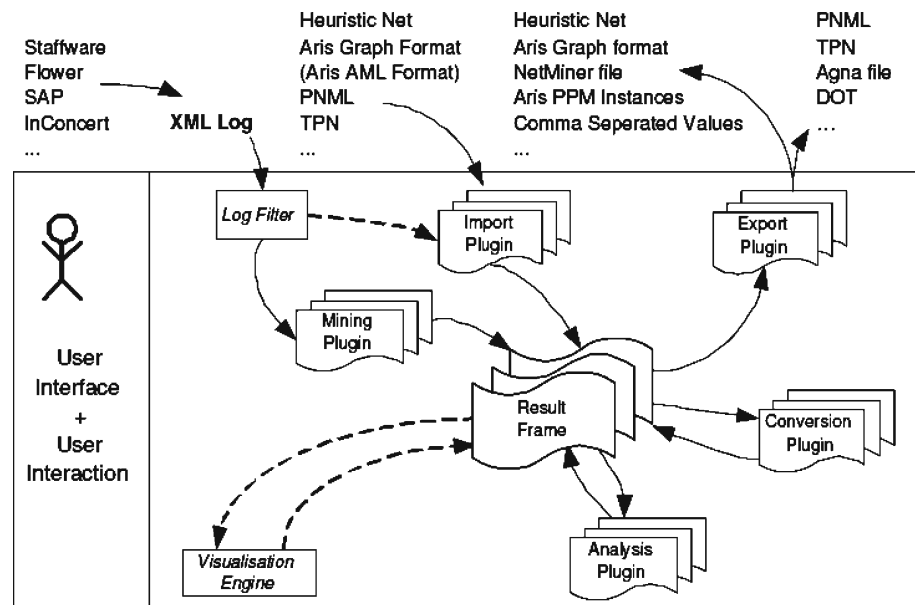 Staffware
Flower
SAP
InConcert
...
XML Log
Heuristic Net
Aris Graph Format
(Aris AML Format)
PNML
TPN
...
Heuristic Net
Aris Graph format
NetMiner file
Aris PPM Instances
Comma Seperated Values
...
PNML
TPN
Agna file
DOT
...
User
Interface
+
User
Interaction
Log Filter
Import
Plugin
Export
Plugin
Mining
Plugin
Result
Frame
Conversion
Plugin
Analysis
Plugin
Visualisation
Engine